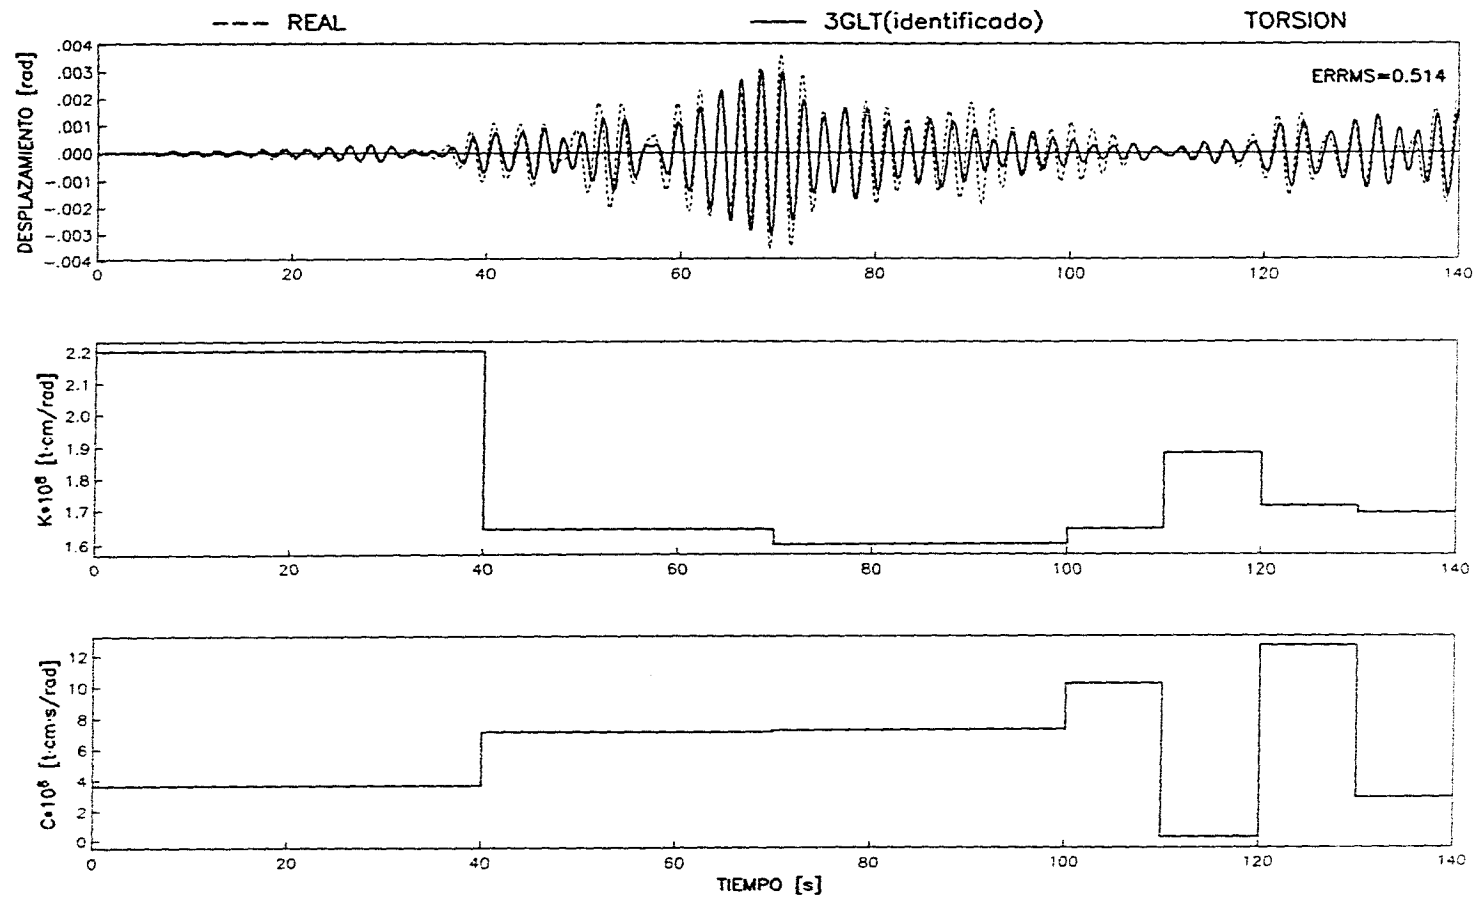 --- REAL — 3GLT(identificado) TORSION
ERRMS=0.514
DESPLAZAMIENTO [rad]
.004
.003
.002
.001
.000
-.001
-.002
-.003
-.004
0 20 40 60 80 100 120 140
K*10⁸ [t·cm/rad]
2.2
2.1
2.0
1.9
1.8
1.7
1.6
0 20 40 60 80 100 120 140
C*10⁶ [t·cm·s/rad]
12
10
8
6
4
2
0
0 20 40 60 80 100 120 140
TIEMPO [s]